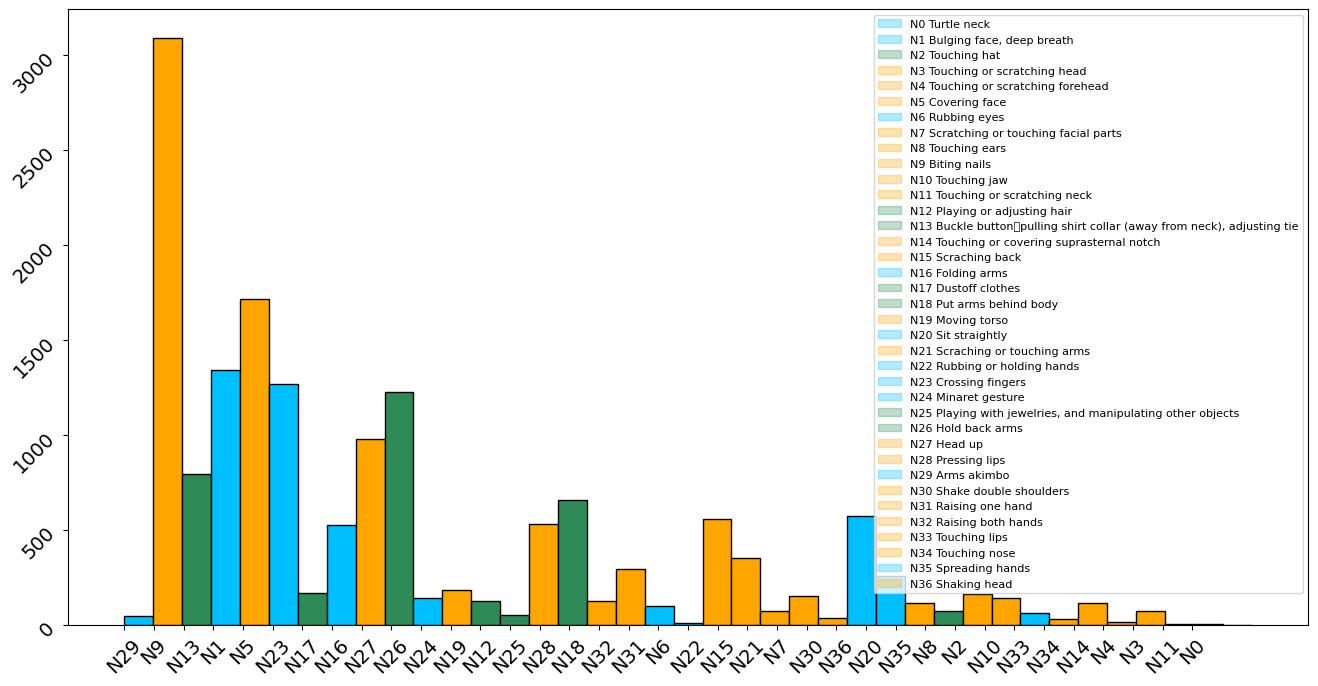 3000
2500
2000
1500
1000
500
0
N29 N9 N13 N1 N5 N23 N17 N16 N27 N26 N24 N19 N12 N25 N28 N18 N32 N31 N6 N22 N15 N21 N7 N30 N36 N20 N35 N8 N2 N10 N33 N34 N14 N4 N3 N11 N0
N0 Turtle neck
N1 Bulging face, deep breath
N2 Touching hat
N3 Touching or scratching head
N4 Touching or scratching forehead
N5 Covering face
N6 Rubbing eyes
N7 Scratching or touching facial parts
N8 Touching ears
N9 Biting nails
N10 Touching jaw
N11 Touching or scratching neck
N12 Playing or adjusting hair
N13 Buckle button▯pulling shirt collar (away from neck), adjusting tie
N14 Touching or covering suprasternal notch
N15 Scraching back
N16 Folding arms
N17 Dustoff clothes
N18 Put arms behind body
N19 Moving torso
N20 Sit straightly
N21 Scraching or touching arms
N22 Rubbing or holding hands
N23 Crossing fingers
N24 Minaret gesture
N25 Playing with jewelries, and manipulating other objects
N26 Hold back arms
N27 Head up
N28 Pressing lips
N29 Arms akimbo
N30 Shake double shoulders
N31 Raising one hand
N32 Raising both hands
N33 Touching lips
N34 Touching nose
N35 Spreading hands
N36 Shaking head